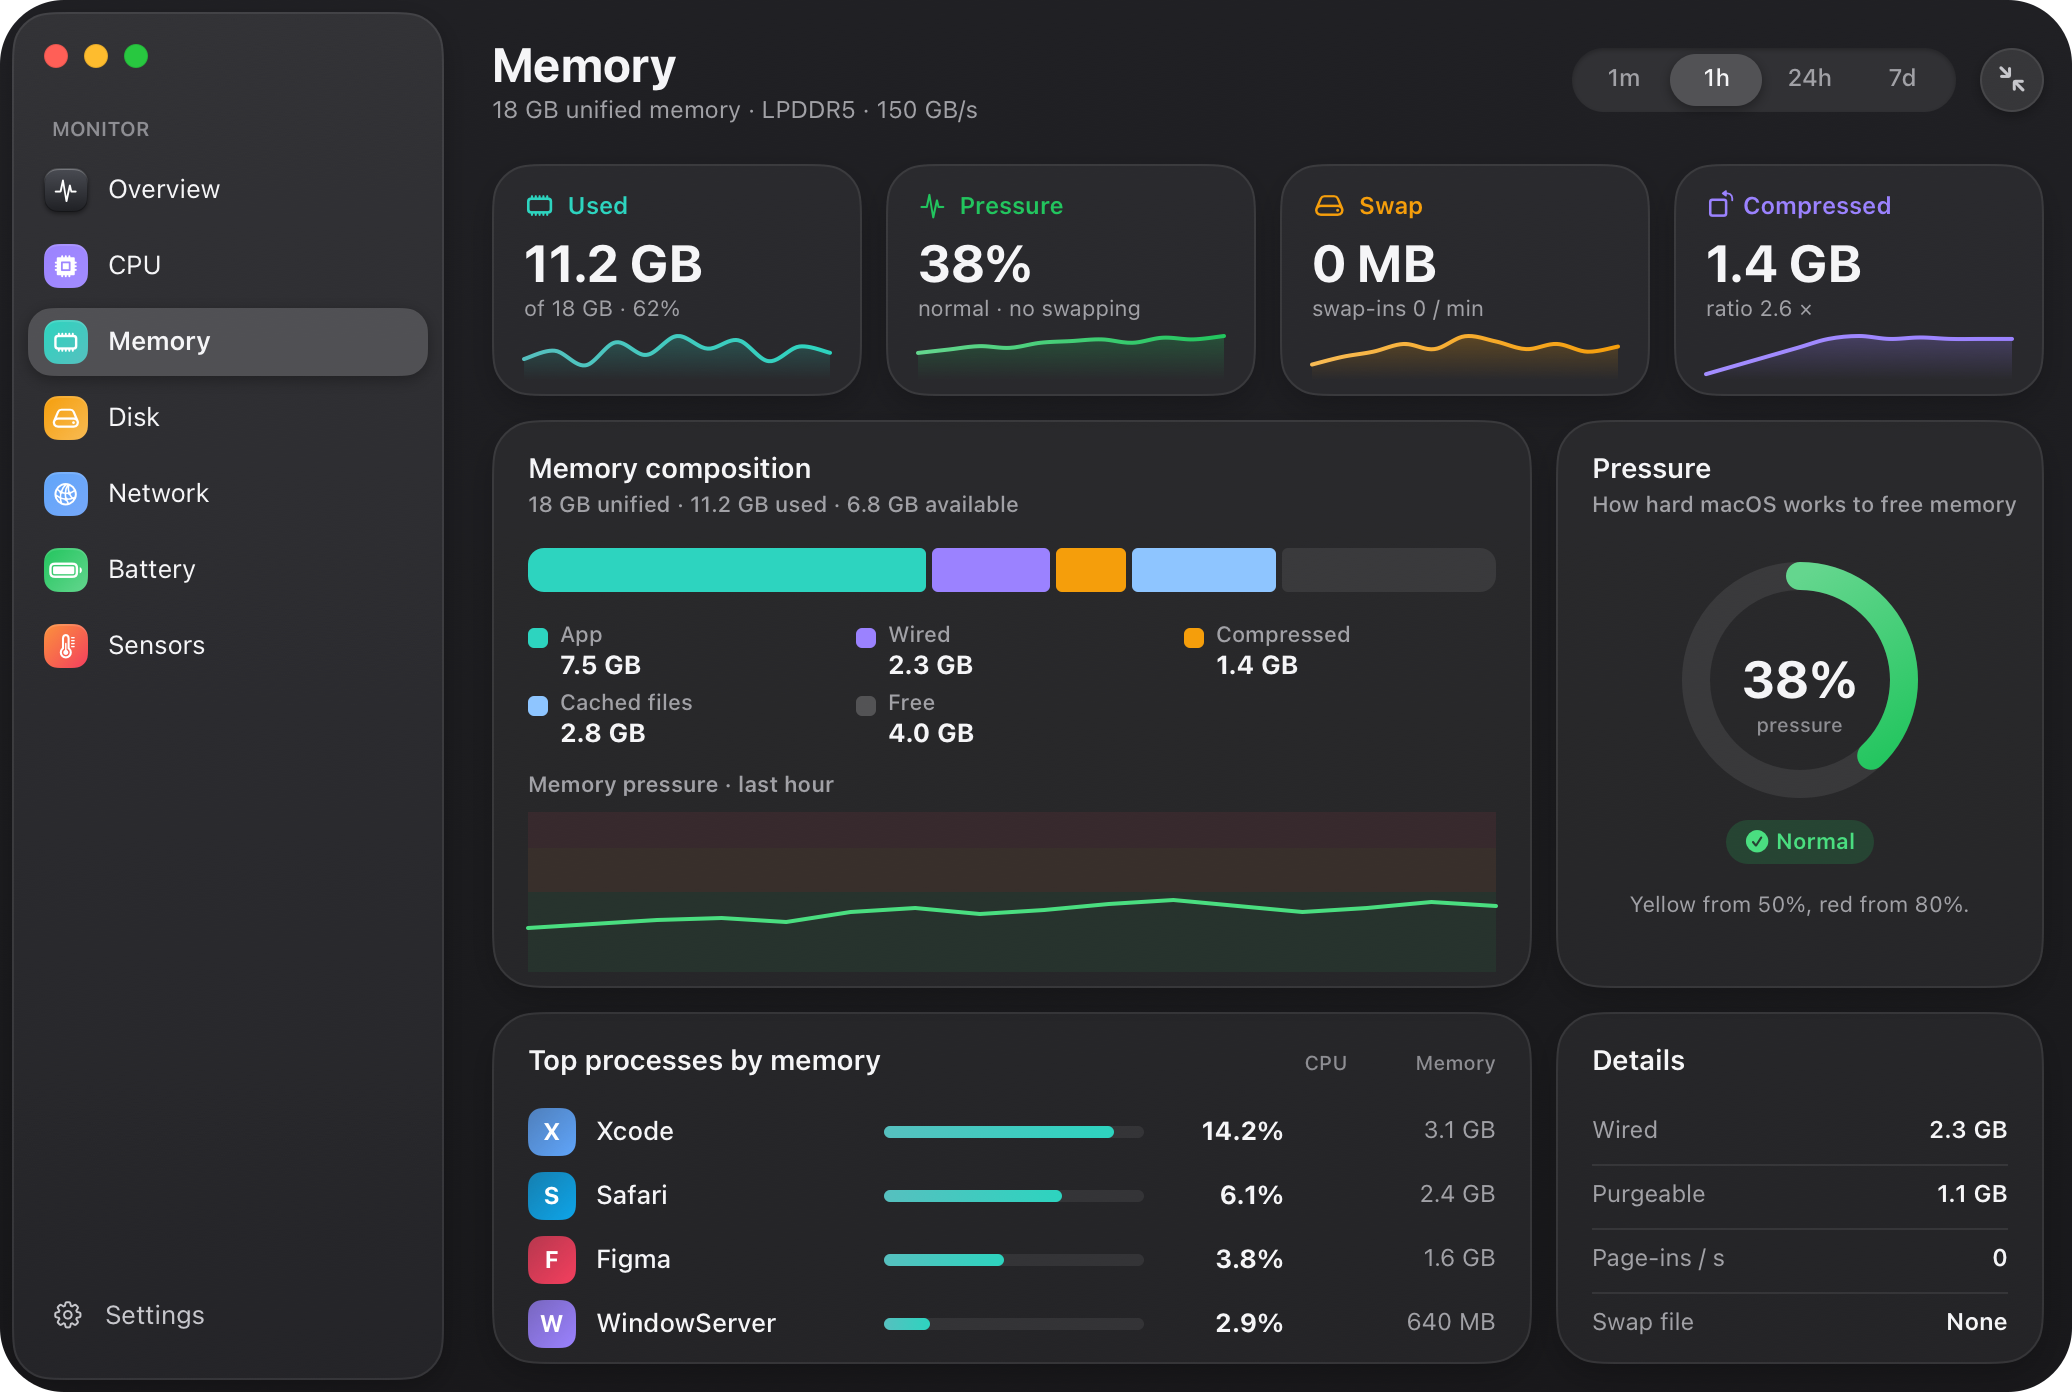 MONITOR
Overview
CPU
Memory
Disk
Network
Battery
Sensors
Settings
Memory
18 GB unified memory · LPDDR5 · 150 GB/s
1m 1h 24h 7d
Used
11.2 GB
of 18 GB · 62%
Pressure
38%
normal · no swapping
Swap
0 MB
swap-ins 0 / min
Compressed
1.4 GB
ratio 2.6 ×
Memory composition
18 GB unified · 11.2 GB used · 6.8 GB available
App
7.5 GB
Wired
2.3 GB
Compressed
1.4 GB
Cached files
2.8 GB
Free
4.0 GB
Memory pressure · last hour
Pressure
How hard macOS works to free memory
38%
pressure
Normal
Yellow from 50%, red from 80%.
Top processes by memory CPU Memory
X Xcode 14.2% 3.1 GB
S Safari 6.1% 2.4 GB
F Figma 3.8% 1.6 GB
W WindowServer 2.9% 640 MB
Details
Wired 2.3 GB
Purgeable 1.1 GB
Page-ins / s 0
Swap file None